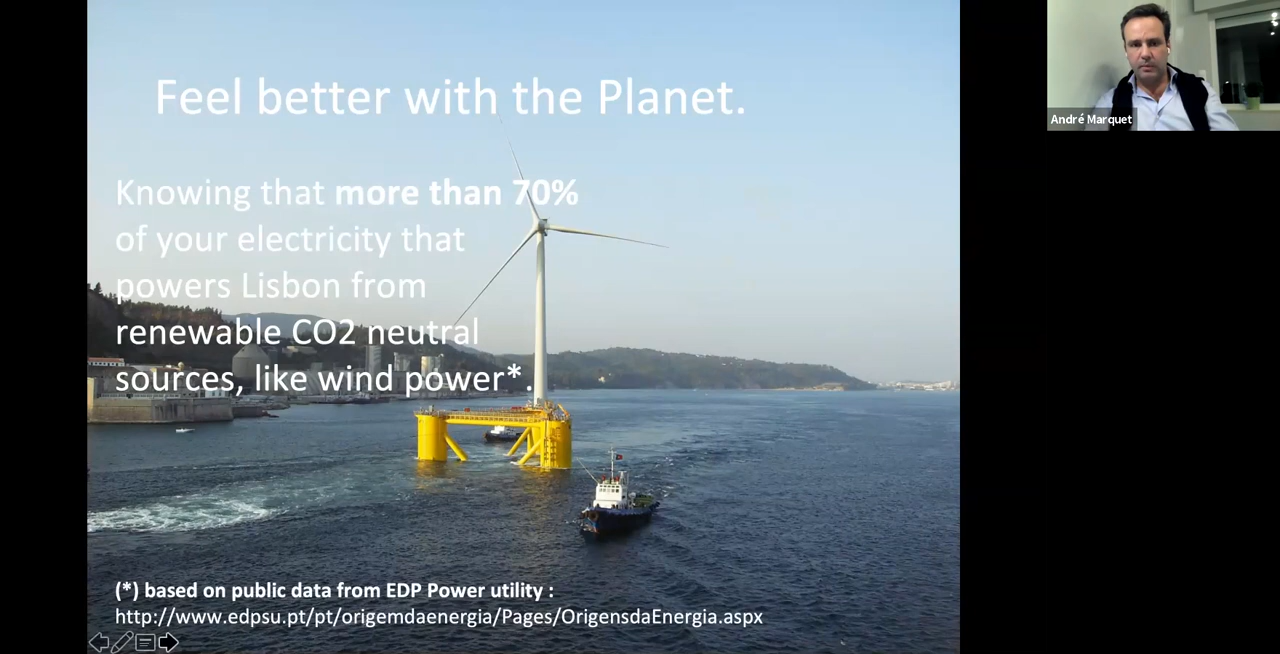 Feel better with the Planet.
Knowing that more than 70%
of your electricity that
powers Lisbon from
renewable CO2 neutral
sources, like wind power*.
(*) based on public data from EDP Power utility :
http://www.edpsu.pt/pt/origemdaenergia/Pages/OrigensdaEnergia.aspx
André Marquet